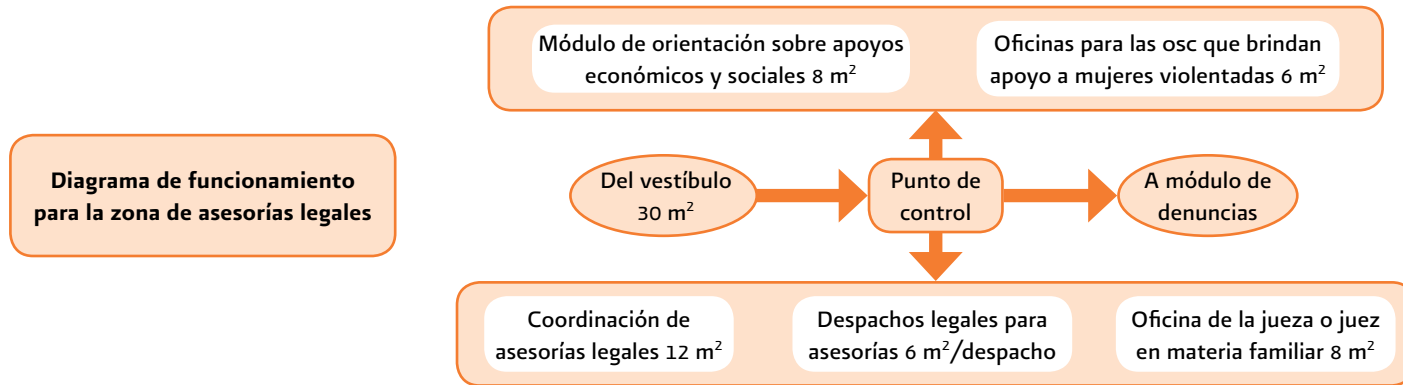 Módulo de orientación sobre apoyos
económicos y sociales 8 m²
Oficinas para las osc que brindan
apoyo a mujeres violentadas 6 m²
Diagrama de funcionamiento
para la zona de asesorías legales
Del vestíbulo
30 m²
Punto de
control
A módulo de
denuncias
Coordinación de
asesorías legales 12 m²
Despachos legales para
asesorías 6 m²/despacho
Oficina de la jueza o juez
en materia familiar 8 m²